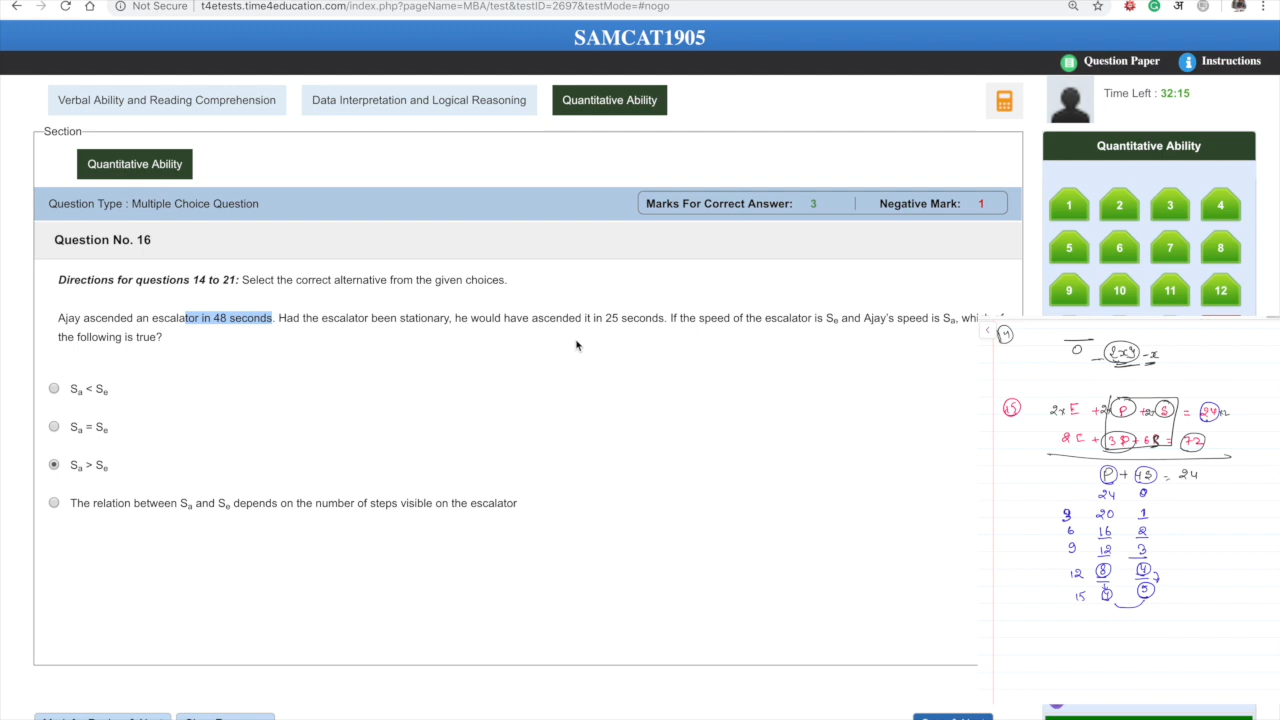 Not Secure | t4etests.time4education.com/index.php?pageName=MBA/test&testID=2697&testMode=#nogo
SAMCAT1905
Question Paper Instructions
Verbal Ability and Reading Comprehension Data Interpretation and Logical Reasoning Quantitative Ability
Time Left : 32:15
Section
Quantitative Ability
Quantitative Ability
Question Type : Multiple Choice Question Marks For Correct Answer: 3 | Negative Mark: 1
1 2 3 4
Question No. 16
5 6 7 8
Directions for questions 14 to 21: Select the correct alternative from the given choices.
9 10 11 12
Ajay ascended an escalator in 48 seconds. Had the escalator been stationary, he would have ascended it in 25 seconds. If the speed of the escalator is Se and Ajay's speed is Sa, which of
the following is true?
Sa < Se
Sa = Se
Sa > Se
The relation between Sa and Se depends on the number of steps visible on the escalator
15
P + 4S = 24
24 0
20 1
6 16 2
9 12 3
12 8 4
15 4 5